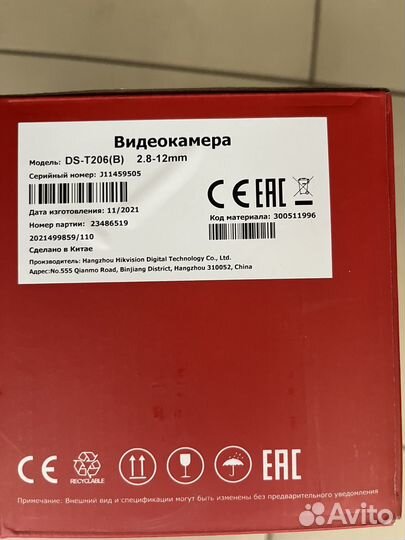 Видеокамера
Модель: DS-T206(B) 2.8-12mm
Серийный номер: J11459505
CE EAC
Дата изготовления: 11/2021
Код материала: 300511996
Номер партии: 23486519
2021499859/110
Сделано в Китае
Производитель: Hangzhou Hikvision Digital Technology Co., Ltd.
Адрес:No.555 Qianmo Road, Binjiang District, Hangzhou 310052, China
CE RECYCLABLE EAC
Примечание: Внешний вид и спецификации могут быть изменены без предварительного уведомления
Avito